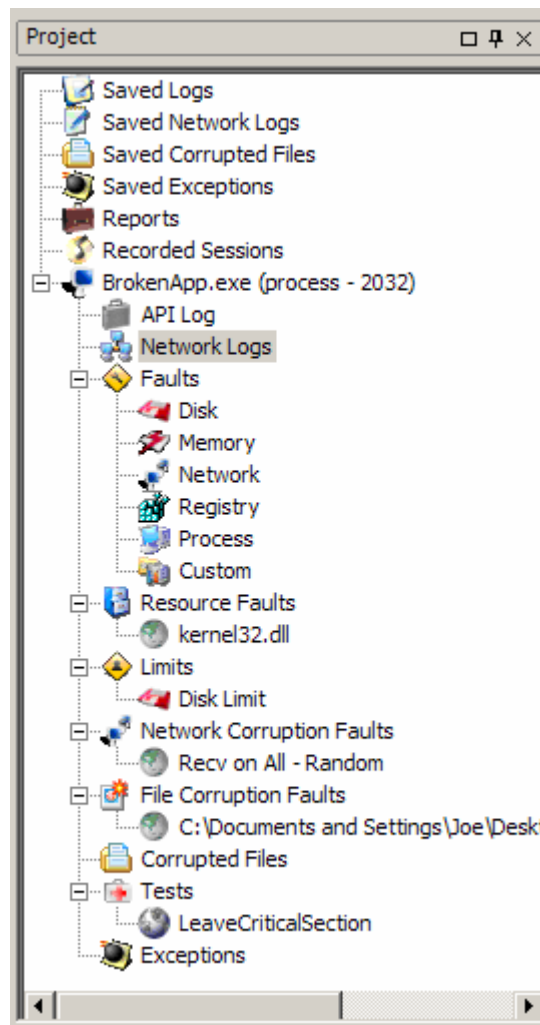 Project
Saved Logs
Saved Network Logs
Saved Corrupted Files
Saved Exceptions
Reports
Recorded Sessions
BrokenApp.exe (process - 2032)
API Log
Network Logs
Faults
Disk
Memory
Network
Registry
Process
Custom
Resource Faults
kernel32.dll
Limits
Disk Limit
Network Corruption Faults
Recv on All - Random
File Corruption Faults
C:\Documents and Settings\Joe\Deskt
Corrupted Files
Tests
LeaveCriticalSection
Exceptions